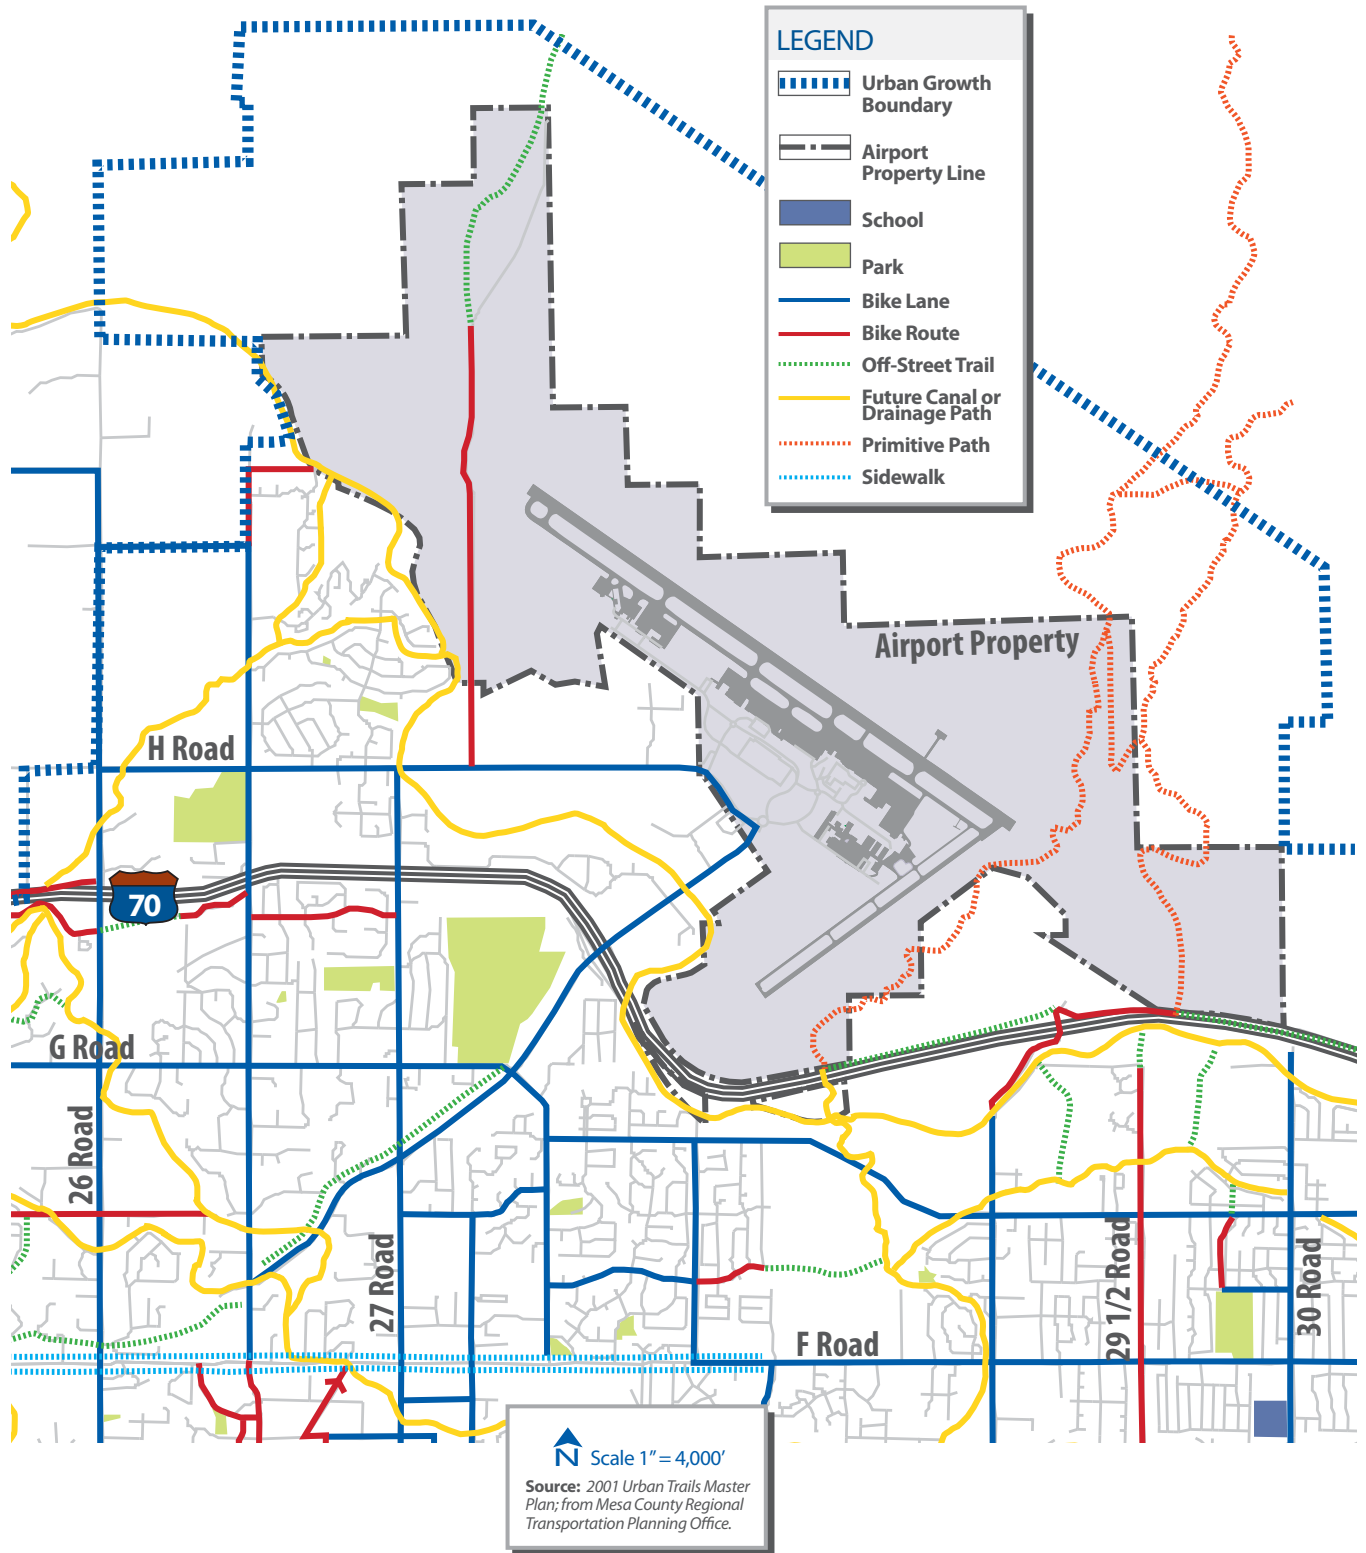 LEGEND
Urban Growth
Boundary
Airport
Property Line
School
Park
Bike Lane
Bike Route
Off-Street Trail
Future Canal or
Drainage Path
Primitive Path
Sidewalk
Airport Property
H Road
70
G Road
26 Road
27 Road
29 1/2 Road
30 Road
F Road
N Scale 1" = 4,000'
Source: 2001 Urban Trails Master
Plan; from Mesa County Regional
Transportation Planning Office.